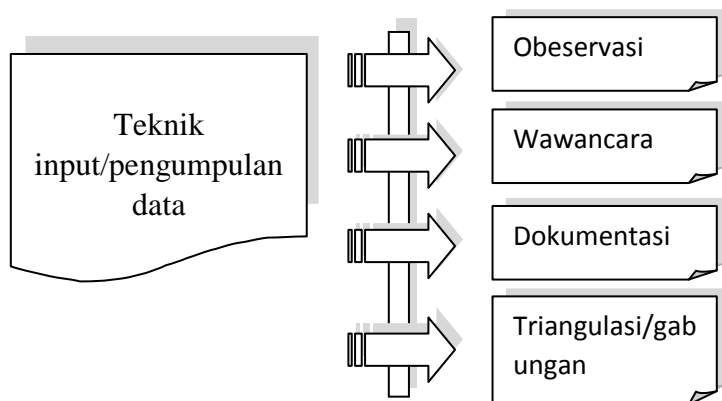 Teknik
input/pengumpulan
data
Obeservasi
Wawancara
Dokumentasi
Triangulasi/gab
ungan